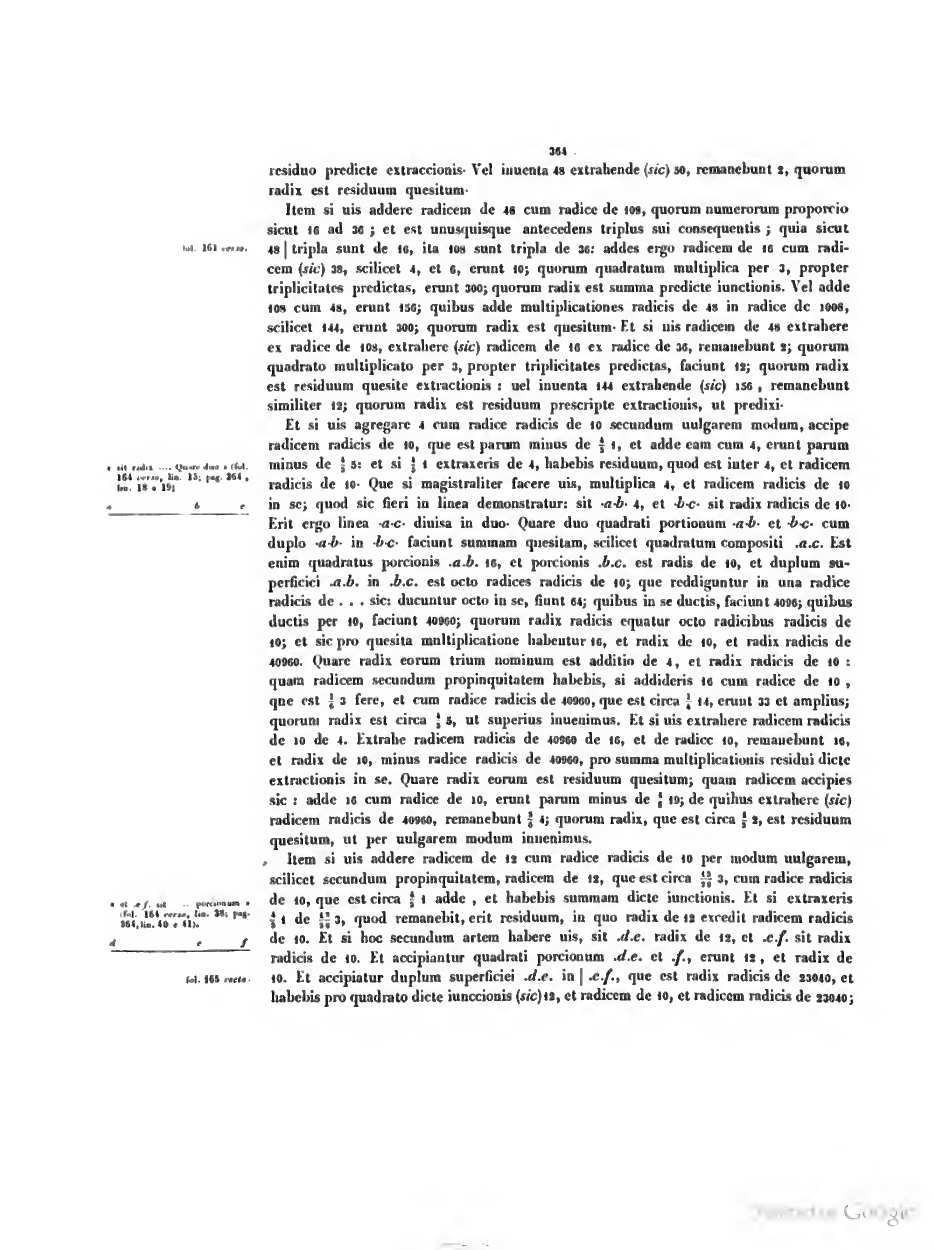 364
residuo predicte extraccionis· Vel inuenta 48 extrahende (sic) 50, remanebunt 2, quorum
radix est residuum quesitum·
Item si uis addere radicem de 48 cum radice de 108, quorum numerorum proporcio
sicut 16 ad 36 ; et est unusquisque antecedens triplus sui consequentis ; quia sicut
fol. 161 verso.
48 | tripla sunt de 16, ita 108 sunt tripla de 36: addes ergo radicem de 16 cum radi-
cem (sic) 38, scilicet 4, et 6, erunt 10; quorum quadratum multiplica per 3, propter
triplicitates predictas, erunt 300; quorum radix est summa predicte iunctionis. Vel adde
108 cum 48, erunt 156; quibus adde multiplicationes radicis de 48 in radice de 1008,
scilicet 144, erunt 300; quorum radix est quesitum· Et si uis radicem de 48 extrahere
ex radice de 108, extrahere (sic) radicem de 16 ex radice de 36, remanebunt 2; quorum
quadrato multiplicato per 3, propter triplicitates predictas, faciunt 12; quorum radix
est residuum quesite extractionis : uel inuenta 144 extrahende (sic) 156 , remanebunt
similiter 12; quorum radix est residuum prescripte extractionis, ut predixi·
Et si uis agregare 4 cum radice radicis de 10 secundum uulgarem modum, accipe
radicem radicis de 10, que est parum minus de 4/5 1, et adde eam cum 4, erunt parum
minus de 4/5 5: et si 4/5 1 extraxeris de 4, habebis residuum, quod est inter 4, et radicem
radicis de 10· Que si magistraliter facere uis, multiplica 4, et radicem radicis de 10
in se; quod sic fieri in linea demonstratur: sit ·a·b· 4, et ·b·c· sit radix radicis de 10·
Erit ergo linea ·a·c· diuisa in duo· Quare duo quadrati portionum ·a·b· et ·b·c· cum
duplo ·a·b· in ·b·c· faciunt summam quesitam, scilicet quadratum compositi .a.c. Est
enim quadratus porcionis .a.b. 16, et porcionis .b.c. est radis de 10, et duplum su-
perficiei .a.b. in .b.c. est octo radices radicis de 10; que reddiguntur in una radice
radicis de . . . sic: ducuntur octo in se, fiunt 64; quibus in se ductis, faciunt 4096; quibus
ductis per 10, faciunt 40960; quorum radix radicis equatur octo radicibus radicis de
10; et sic pro quesita multiplicatione habentur 16, et radix de 10, et radix radicis de
40960. Quare radix eorum trium nominum est additio de 4, et radix radicis de 10 :
quam radicem secundum propinquitatem habebis, si addideris 16 cum radice de 10 ,
que est 1/6 3 fere, et cum radice radicis de 40960, que est circa 1/4 14, erunt 33 et amplius;
quorum radix est circa 4/5 5, ut superius inuenimus. Et si uis extrahere radicem radicis
de 10 de 4. Extrahe radicem radicis de 40960 de 16, et de radice 10, remanebunt 16,
et radix de 10, minus radice radicis de 40960, pro summa multiplicationis residui dicte
extractionis in se. Quare radix eorum est residuum quesitum; quam radicem accipies
sic : adde 16 cum radice de 10, erunt parum minus de 1/6 19; de quibus extrahere (sic)
radicem radicis de 40960, remanebunt 5/6 4; quorum radix, que est circa 1/5 2, est residuum
quesitum, ut per uulgarem modum inuenimus.
« sit radix .... Quare duo » (fol.
164 verso, lin. 15; pag. 364 ,
lin. 18 e 19)
a b c
Item si uis addere radicem de 12 cum radice radicis de 10 per modum uulgarem,
scilicet secundum propinquitatem, radicem de 12, que est circa 3, cum radice radicis
de 10, que est circa 4/5 1 adde , et habebis summam dicte iunctionis. Et si extraxeris
4/5 1 de 3, quod remanebit, erit residuum, in quo radix de 12 excedit radicem radicis
de 10. Et si hoc secundum artem habere uis, sit .d.e. radix de 12, et .e.f. sit radix
radicis de 10. Et accipiantur quadrati porcionum .d.e. et .f., erunt 12 , et radix de
10. Et accipiatur duplum superficiei .d.e. in | .e.f., que est radix radicis de 23040, et
habebis pro quadrato dicte iunccionis (sic) 12, et radicem de 10, et radicem radicis de 23040;
« et .e f. sit ... porcionum »
(fol. 164 verso, lin. 38; pag.
364, lin. 40 e 41).
d e f
fol. 165 recto.
Google